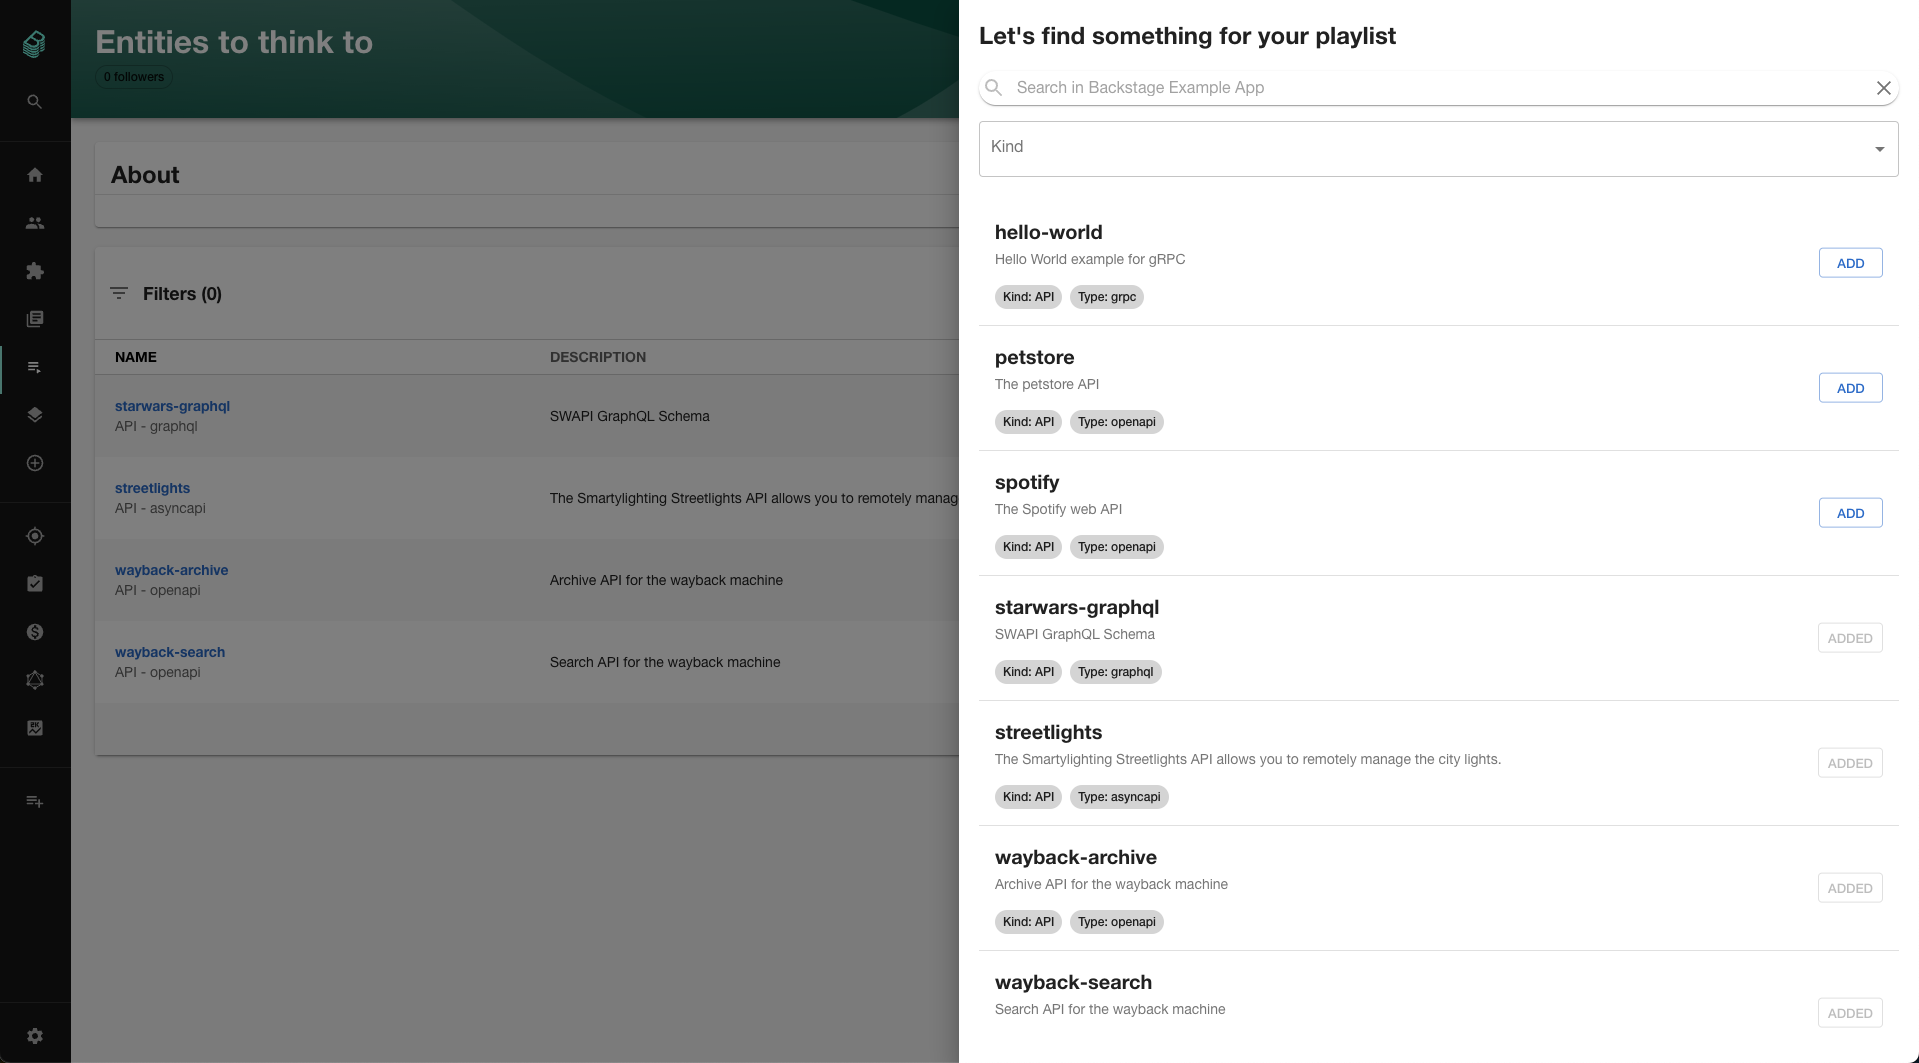 Entities to think to
0 followers
About
Filters (0)
NAME DESCRIPTION
starwars-graphql
API - graphql
SWAPI GraphQL Schema
streetlights
API - asyncapi
The Smartylighting Streetlights API allows you to remotely manag
wayback-archive
API - openapi
Archive API for the wayback machine
wayback-search
API - openapi
Search API for the wayback machine
Let's find something for your playlist
Search in Backstage Example App
Kind
hello-world
Hello World example for gRPC
Kind: API Type: grpc
ADD
petstore
The petstore API
Kind: API Type: openapi
ADD
spotify
The Spotify web API
Kind: API Type: openapi
ADD
starwars-graphql
SWAPI GraphQL Schema
Kind: API Type: graphql
ADDED
streetlights
The Smartylighting Streetlights API allows you to remotely manage the city lights.
Kind: API Type: asyncapi
ADDED
wayback-archive
Archive API for the wayback machine
Kind: API Type: openapi
ADDED
wayback-search
Search API for the wayback machine
ADDED